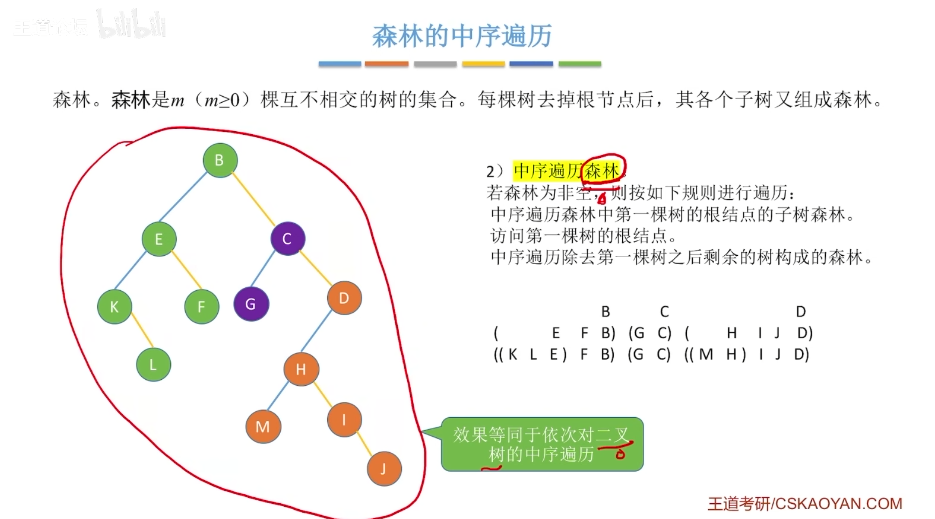 王道考研 bilibili
森林的中序遍历
森林。森林是m（m≥0）棵互不相交的树的集合。每棵树去掉根节点后，其各个子树又组成森林。
B
E
C
K
F
G
D
L
H
M
I
J
2）中序遍历森林。
若森林为非空，则按如下规则进行遍历：
中序遍历森林中第一棵树的根结点的子树森林。
访问第一棵树的根结点。
中序遍历除去第一棵树之后剩余的树构成的森林。
B C D
( E F B) (G C) ( H I J D)
(( K L E ) F B) (G C) (( M H ) I J D)
效果等同于依次对二叉
树的中序遍历
王道考研/CSKAOYAN.COM